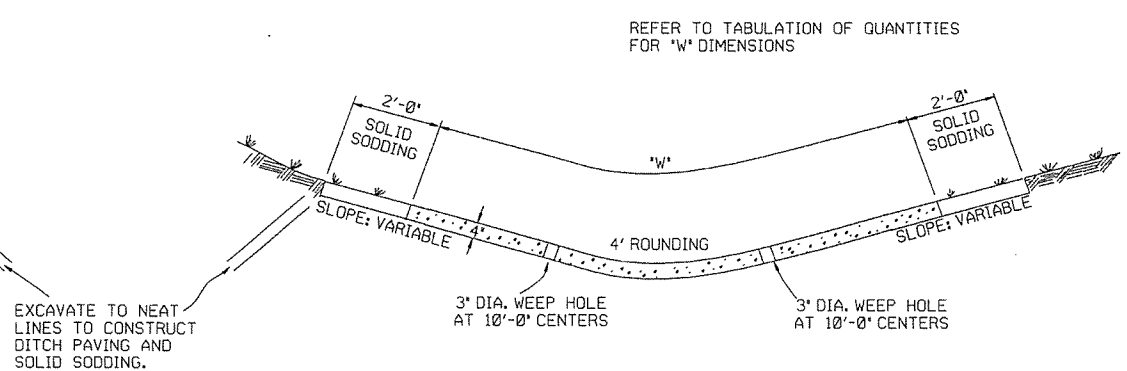 REFER TO TABULATION OF QUANTITIES
FOR "W" DIMENSIONS
2'-0"
SOLID
SODDING
"W"
2'-0"
SOLID
SODDING
SLOPE: VARIABLE
4"
4' ROUNDING
SLOPE: VARIABLE
3" DIA. WEEP HOLE
AT 10'-0" CENTERS
3" DIA. WEEP HOLE
AT 10'-0" CENTERS
EXCAVATE TO NEAT
LINES TO CONSTRUCT
DITCH PAVING AND
SOLID SODDING.